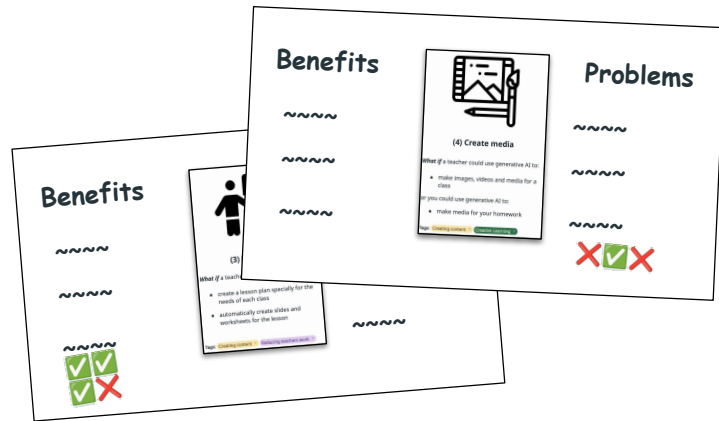 Benefits
Problems
~~~~
~~~~
~~~~
~~~~
~~~~
~~~~
(4) Create media
What if a teacher could use generative AI to:
make images, videos and media for a
class
or you could use generative AI to:
make media for your homework
Tags: Creating content Creative Learning
Benefits
~~~~
~~~~
~~~~
(3)
What if a teach
create a lesson plan specially for the
needs of each class
automatically create slides and
worksheets for the lesson
Tags: Creating content Reducing teachers work
~~~~